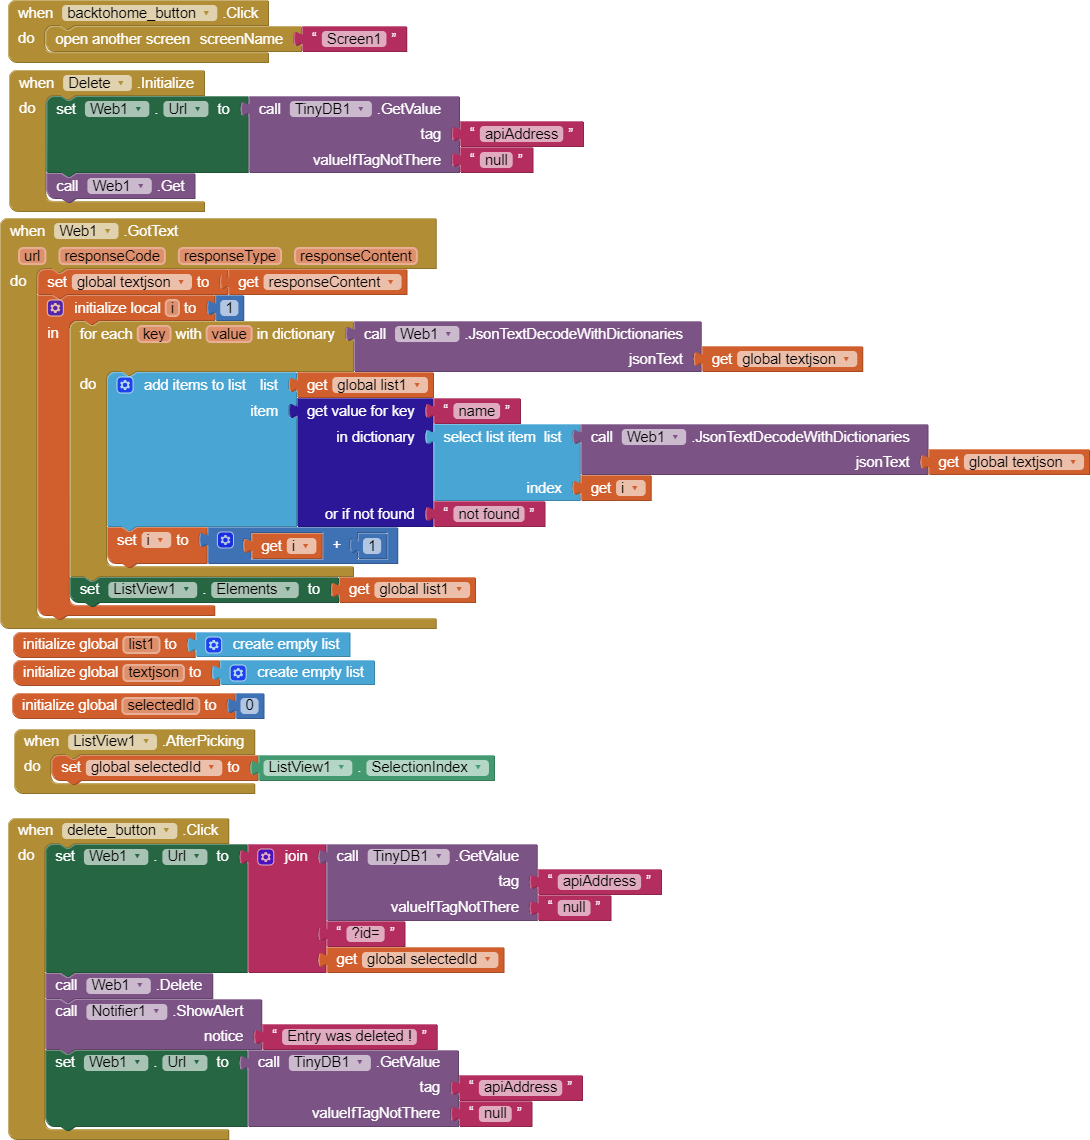 when backtohome_button .Click
do open another screen screenName " Screen1 "
when Delete .Initialize
do set Web1 . Url to call TinyDB1 .GetValue
tag " apiAddress "
valueIfTagNotThere " null "
call Web1 .Get
when Web1 .GotText
url responseCode responseType responseContent
do set global textjson to get responseContent
initialize local i to 1
in for each key with value in dictionary call Web1 .JsonTextDecodeWithDictionaries
jsonText get global textjson
do add items to list list get global list1
item get value for key " name "
in dictionary select list item list call Web1 .JsonTextDecodeWithDictionaries
jsonText get global textjson
index get i
or if not found " not found "
set i to get i + 1
set ListView1 . Elements to get global list1
initialize global list1 to create empty list
initialize global textjson to create empty list
initialize global selectedId to 0
when ListView1 .AfterPicking
do set global selectedId to ListView1 . SelectionIndex
when delete_button .Click
do set Web1 . Url to join call TinyDB1 .GetValue
tag " apiAddress "
valueIfTagNotThere " null "
" ?id= "
get global selectedId
call Web1 .Delete
call Notifier1 .ShowAlert
notice " Entry was deleted ! "
set Web1 . Url to call TinyDB1 .GetValue
tag " apiAddress "
valueIfTagNotThere " null "